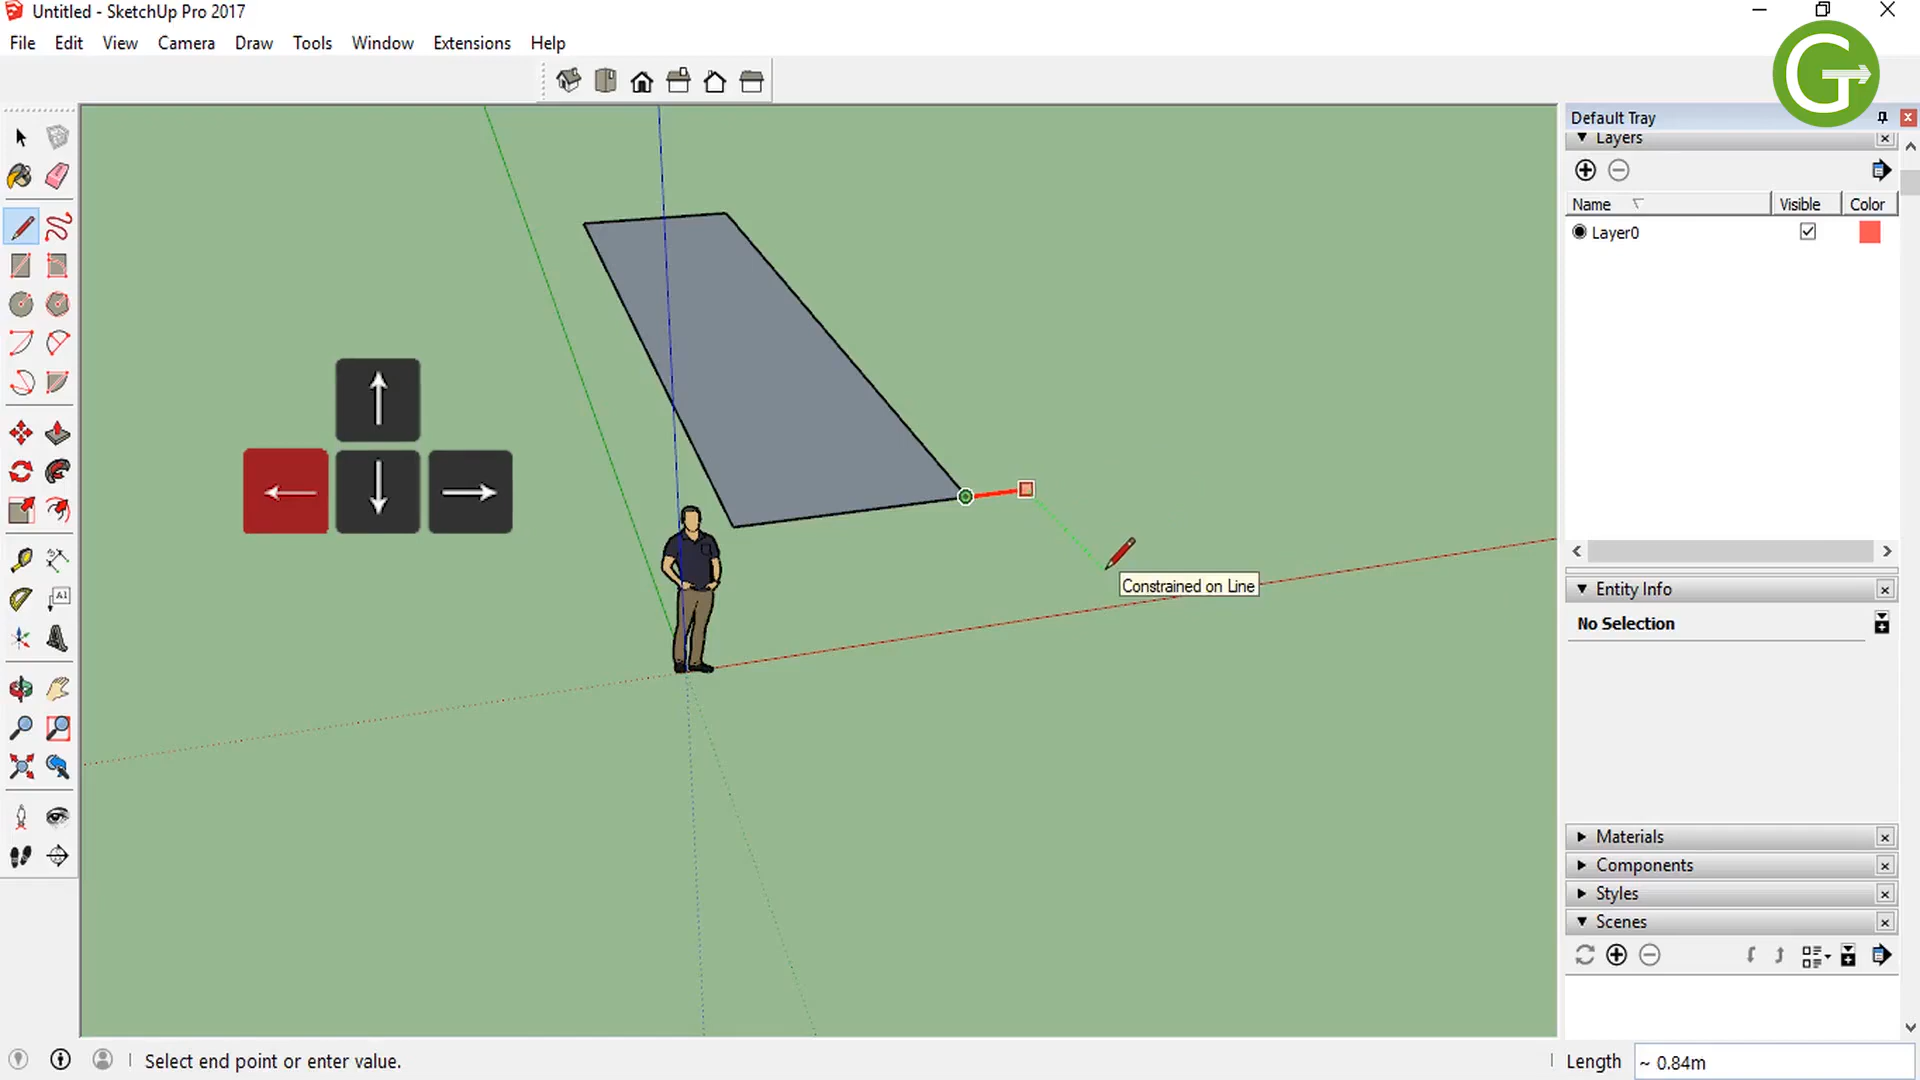 Untitled - SketchUp Pro 2017
File Edit View Camera Draw Tools Window Extensions Help
G
Default Tray
Layers
Name Visible Color
Layer0
A1
Constrained on Line
Entity Info
No Selection
Materials
Components
Styles
Scenes
Select end point or enter value.
Length ~ 0.84m